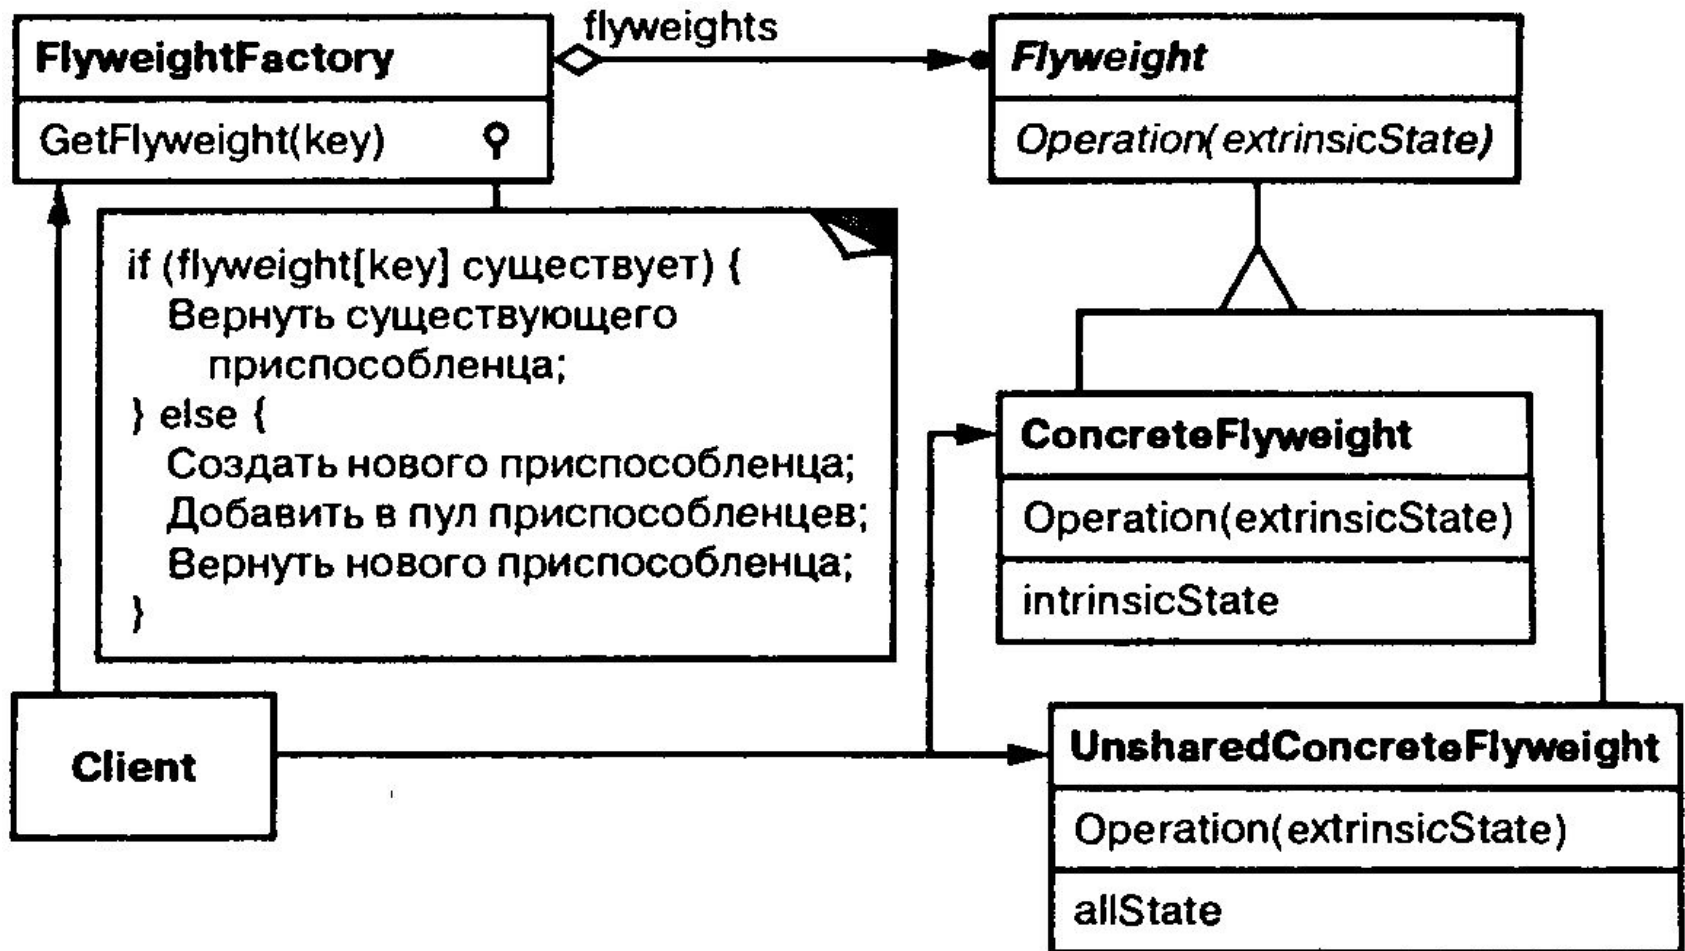 flyweights
FlyweightFactory
GetFlyweight(key)
Flyweight
Operation(extrinsicState)
if (flyweight[key] существует) {
Вернуть существующего
приспособленца;
} else {
Создать нового приспособленца;
Добавить в пул приспособленцев;
Вернуть нового приспособленца;
}
ConcreteFlyweight
Operation(extrinsicState)
intrinsicState
Client
UnsharedConcreteFlyweight
Operation(extrinsicState)
allState